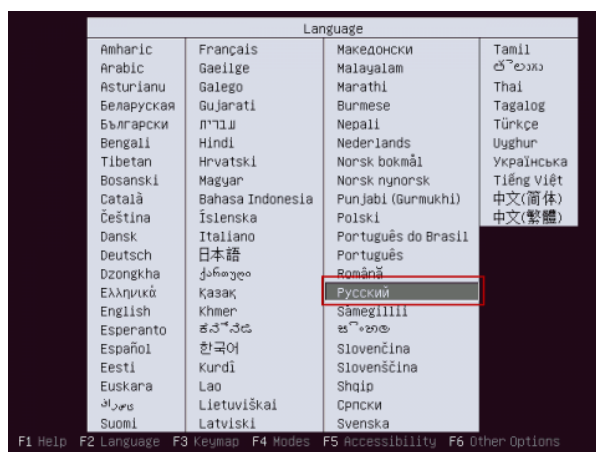 Language
Amharic
Arabic
Asturianu
Беларуская
Български
Bengali
Tibetan
Bosanski
Català
Čeština
Dansk
Deutsch
Dzongkha
Ελληνικά
English
Esperanto
Español
Eesti
Euskara
Suomi
Français
Gaeilge
Galego
Gujarati
עברית
Hindi
Hrvatski
Magyar
Bahasa Indonesia
Íslenska
Italiano
日本語
ქართული
Қазақ
Khmer
한국어
Kurdî
Lao
Lietuviškai
Latviski
Македонски
Malayalam
Marathi
Burmese
Nepali
Nederlands
Norsk bokmål
Norsk nynorsk
Punjabi (Gurmukhi)
Polski
Português do Brasil
Português
Română
Русский
Sámegillii
Slovenčina
Slovenščina
Shqip
Српски
Svenska
Tamil
Thai
Tagalog
Türkçe
Uyghur
Українська
Tiếng Việt
中文(简体)
中文(繁體)
F1 Help F2 Language F3 Keymap F4 Modes F5 Accessibility F6 Other Options